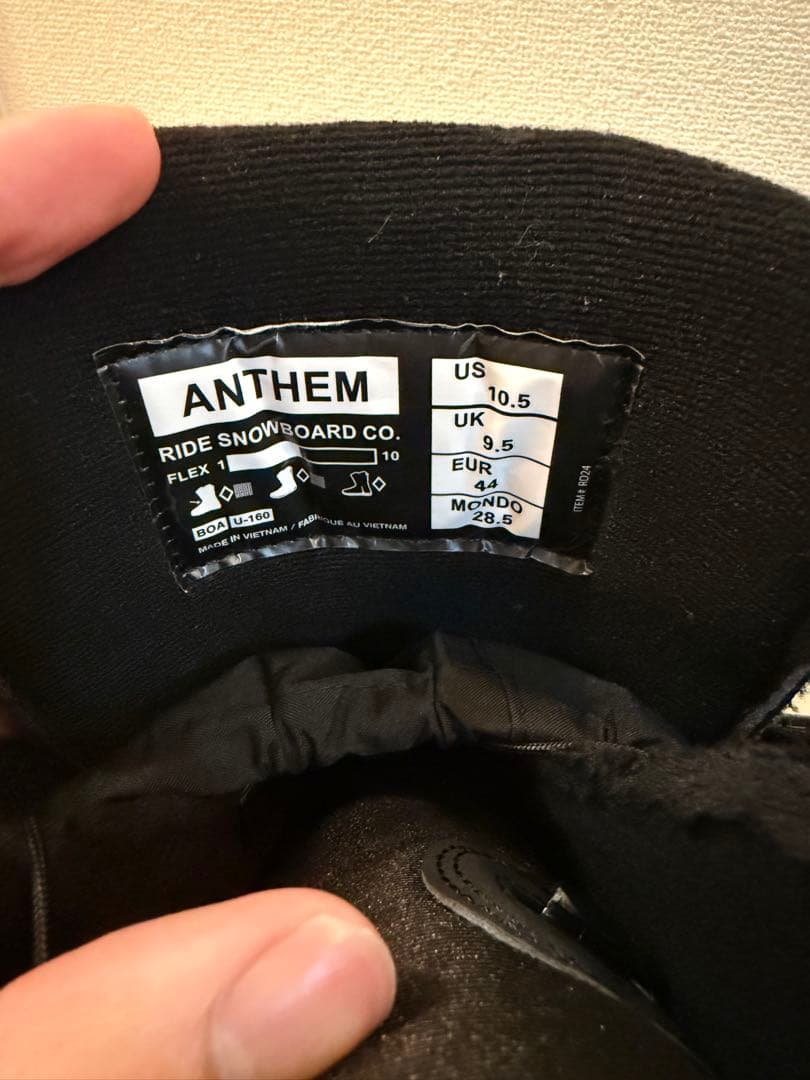 ANTHEM
RIDE SNOWBOARD CO.
FLEX 1 10
BOA U-160
MADE IN VIETNAM / FABRIQUE AU VIETNAM
US
10.5
UK
9.5
EUR
44
MONDO
28.5
ITEM# RD24